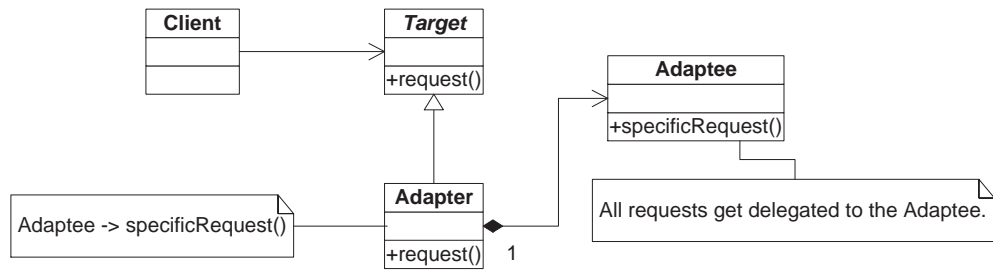 Client
Target
+request()
Adaptee
+specificRequest()
Adapter
+request()
1
Adaptee -> specificRequest()
All requests get delegated to the Adaptee.